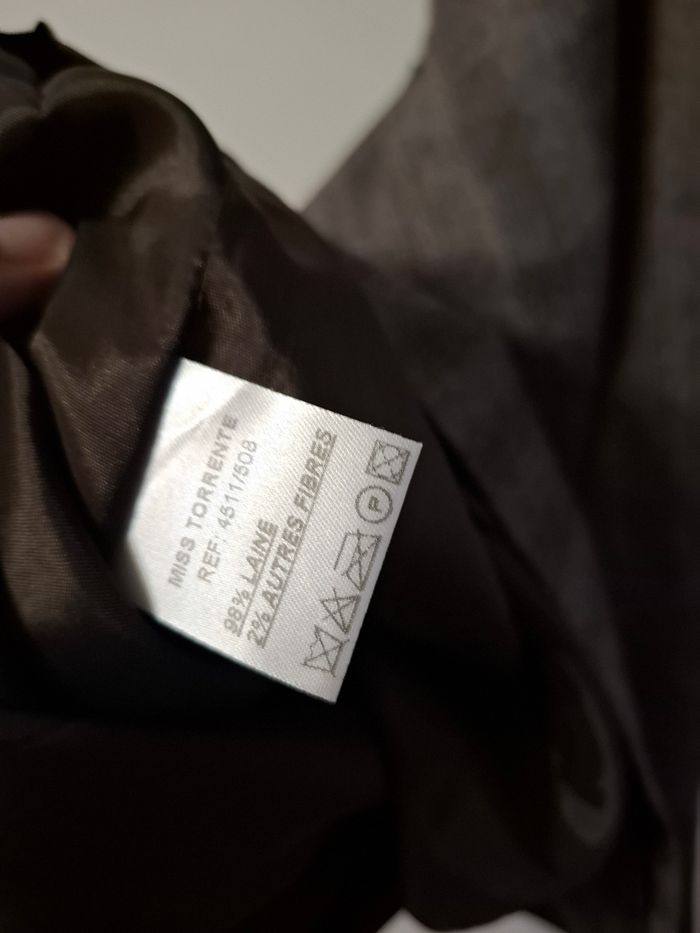 MISS TORRENTE
REF: 4511/508
98% LAINE
2% AUTRES FIBRES
P